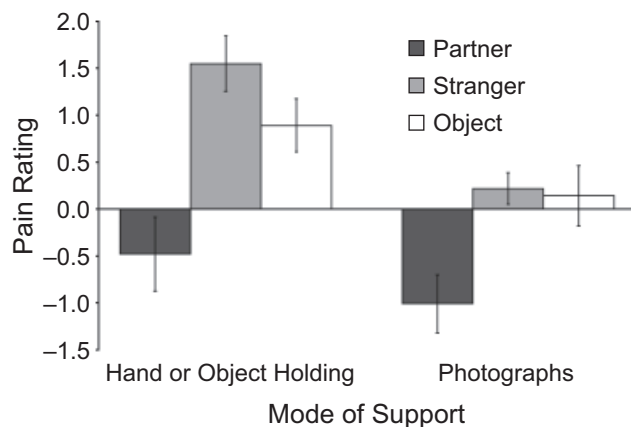 2.0
1.5
1.0
0.5
0.0
–0.5
–1.0
–1.5
Pain Rating
Partner
Stranger
Object
Hand or Object Holding
Photographs
Mode of Support